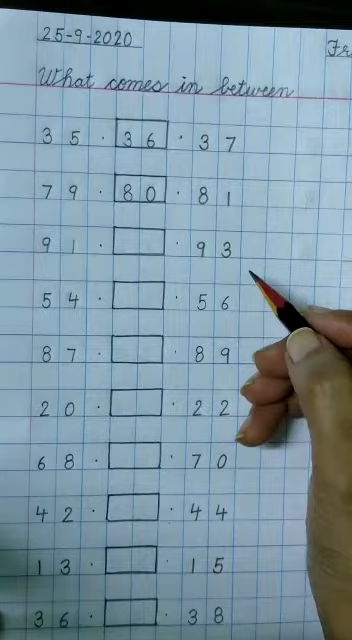 25-9-2020
What comes in between
35 · 36 · 37
79 · 80 · 81
91 · · 93
54 · · 56
87 · · 89
20 · · 22
68 · · 70
42 · · 44
13 · · 15
36 · · 38